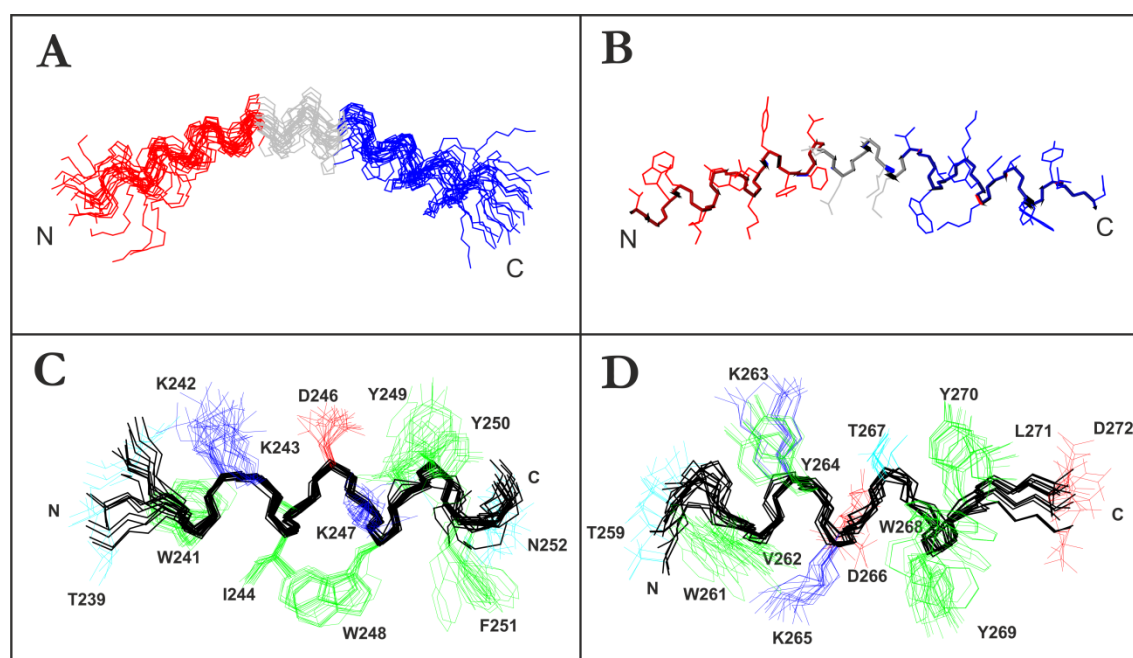 A
N
C
B
N
C
C
K242
D246
Y249
Y250
K243
C
N
K247
N252
W241
I244
T239
W248
F251
D
K263
Y270
T267
L271
D272
Y264
C
T259
W268
N
V262
W261
D266
K265
Y269